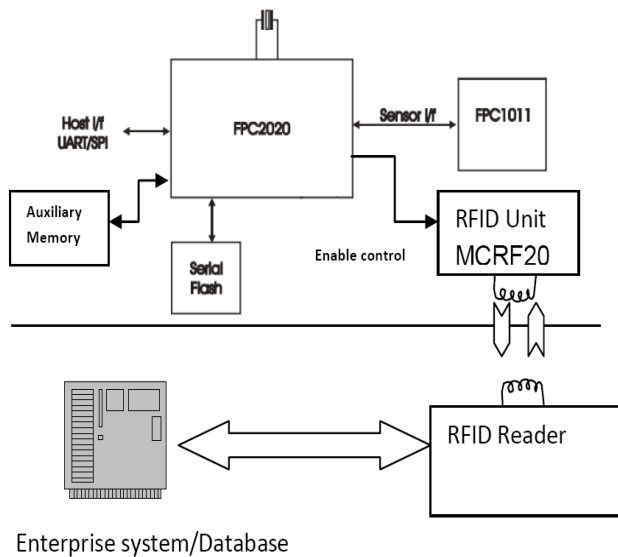 Host I/f
UART/SPI
FPC2020
Sensor I/f
FPC1011
Auxiliary
Memory
Serial
Flash
Enable control
RFID Unit
MCRF20
RFID Reader
Enterprise system/Database